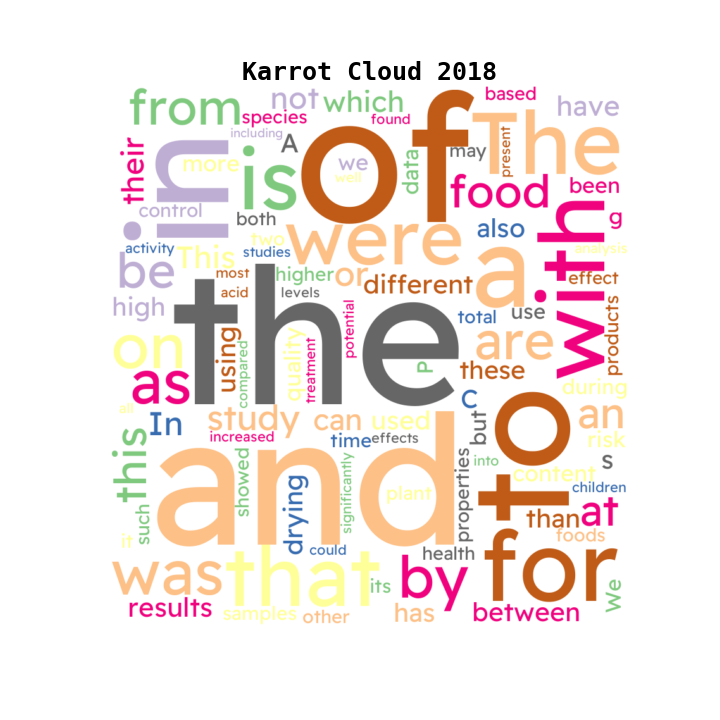 Karrot Cloud 2018
from
not
which
based
have
species
found
including
A
of
The
their
in
more
is
we
well
data
may
present
food
been
g
control
both
also
with
activity
This
two
studies
were
a
analysis
be
most
higher
or
different
effect
high
acid
levels
the
potential
total
use
products
on
using
compared
quality
treatment
P
are
these
as
during
all
In
study
can
used
C
but
an
risk
increased
time
effects
to
this
showed
and
significantly
plant
properties
into
content
s
children
such
drying
than
at
it
could
health
foods
was
that
its
by
for
We
results
samples
other
has
between